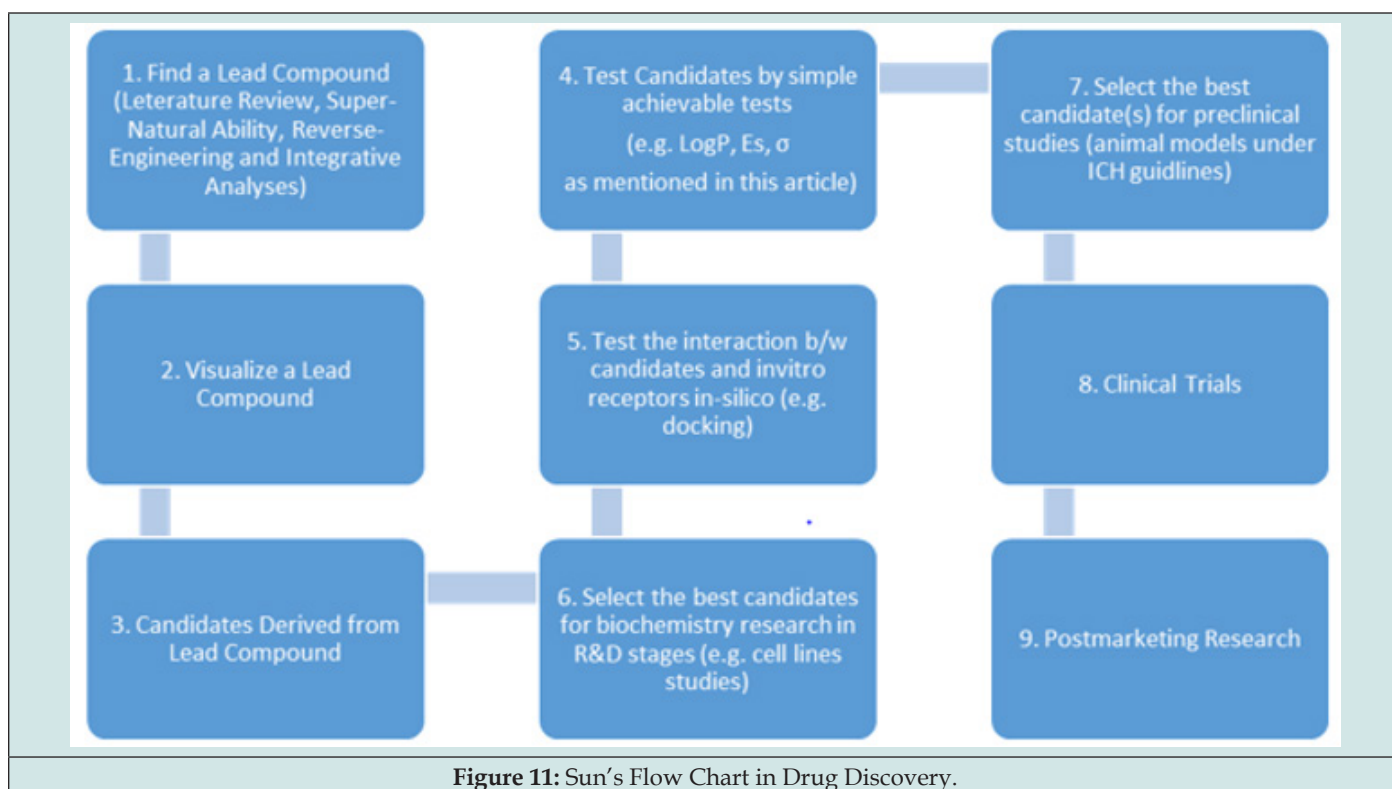 1. Find a Lead Compound
(Leterature Review, Super-
Natural Ability, Reverse-
Engineering and Integrative
Analyses)
2. Visualize a Lead
Compound
3. Candidates Derived from
Lead Compound
4. Test Candidates by simple
achievable tests
(e.g. LogP, Es, σ
as mentioned in this article)
5. Test the interaction b/w
candidates and invitro
receptors in-silico (e.g.
docking)
6. Select the best candidates
for biochemistry research in
R&D stages (e.g. cell lines
studies)
7. Select the best
candidate(s) for preclinical
studies (animal models under
ICH guidlines)
8. Clinical Trials
9. Postmarketing Research
Figure 11: Sun’s Flow Chart in Drug Discovery.